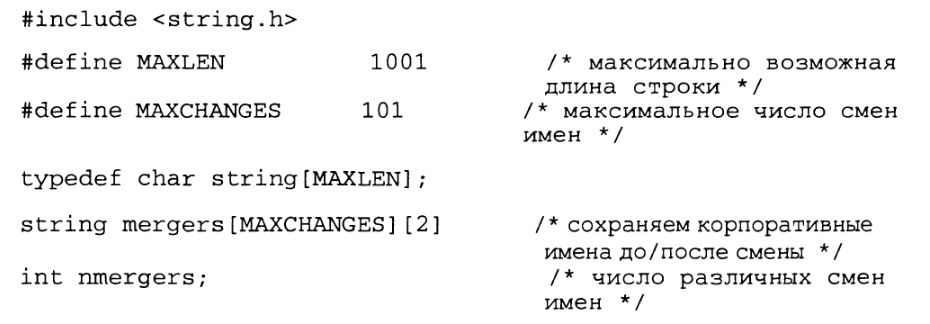 #include <string.h>
#define MAXLEN 1001 /* максимально возможная
длина строки */
#define MAXCHANGES 101 /* максимальное число смен
имен */
typedef char string[MAXLEN];
string mergers[MAXCHANGES][2] /* сохраняем корпоративные
имена до/после смены */
int nmergers; /* число различных смен
имен */